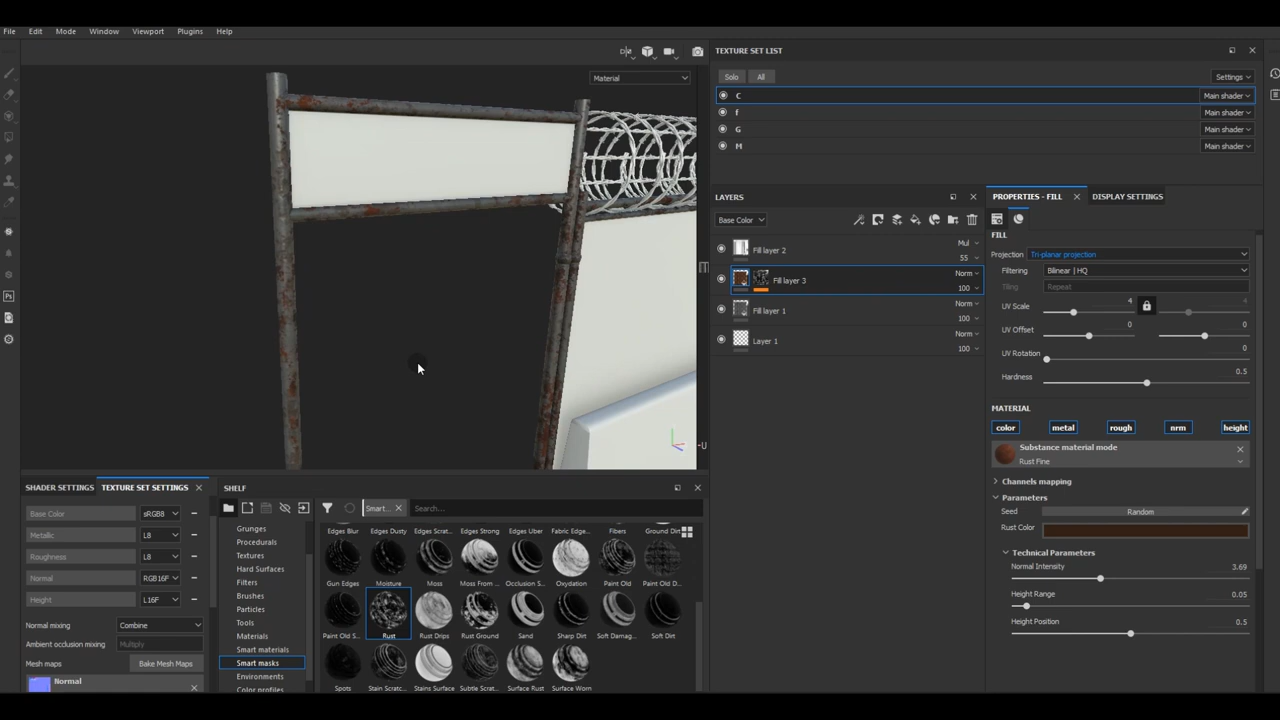 File Edit Mode Window Viewport Plugins Help
Material
TEXTURE SET LIST
Solo All Settings
C Main shader
f Main shader
G Main shader
M Main shader
LAYERS
Base Color
Mul
Fill layer 2
55
Norm
Fill layer 3
100
Norm
Fill layer 1
100
Norm
Layer 1
100
PROPERTIES - FILL DISPLAY SETTINGS
FILL
Projection Tri-planar projection
Filtering Bilinear | HQ
Tiling Repeat
UV Scale 4 4
UV Offset 0 0
UV Rotation 0
Hardness 0.5
MATERIAL
color metal rough nrm height
Substance material mode
Rust Fine
Channels mapping
Parameters
Seed Random
Rust Color
Technical Parameters
Normal Intensity 3.69
Height Range 0.05
Height Position 0.5
SHADER SETTINGS TEXTURE SET SETTINGS
Base Color sRGB8
Metallic L8
Roughness L8
Normal RGB16F
Height L16F
Normal mixing Combine
Ambient occlusion mixing Multiply
Mesh maps Bake Mesh Maps
Normal
SHELF
Smart... Search...
Grunges
Procedurals
Textures
Hard Surfaces
Filters
Brushes
Particles
Tools
Materials
Smart materials
Smart masks
Environments
Color profiles
Edges Blur Edges Dusty Edges Scrat... Edges Strong Edges Uber Fabric Edge... Fibers Ground Dirt
Gun Edges Moisture Moss Moss From ... Occlusion S... Oxydation Paint Old Paint Old D...
Paint Old S... Rust Rust Drips Rust Ground Sand Sharp Dirt Soft Damag... Soft Dirt
Spots Stain Scratc... Stains Surface Subtle Scrat... Surface Rust Surface Worn
Ps